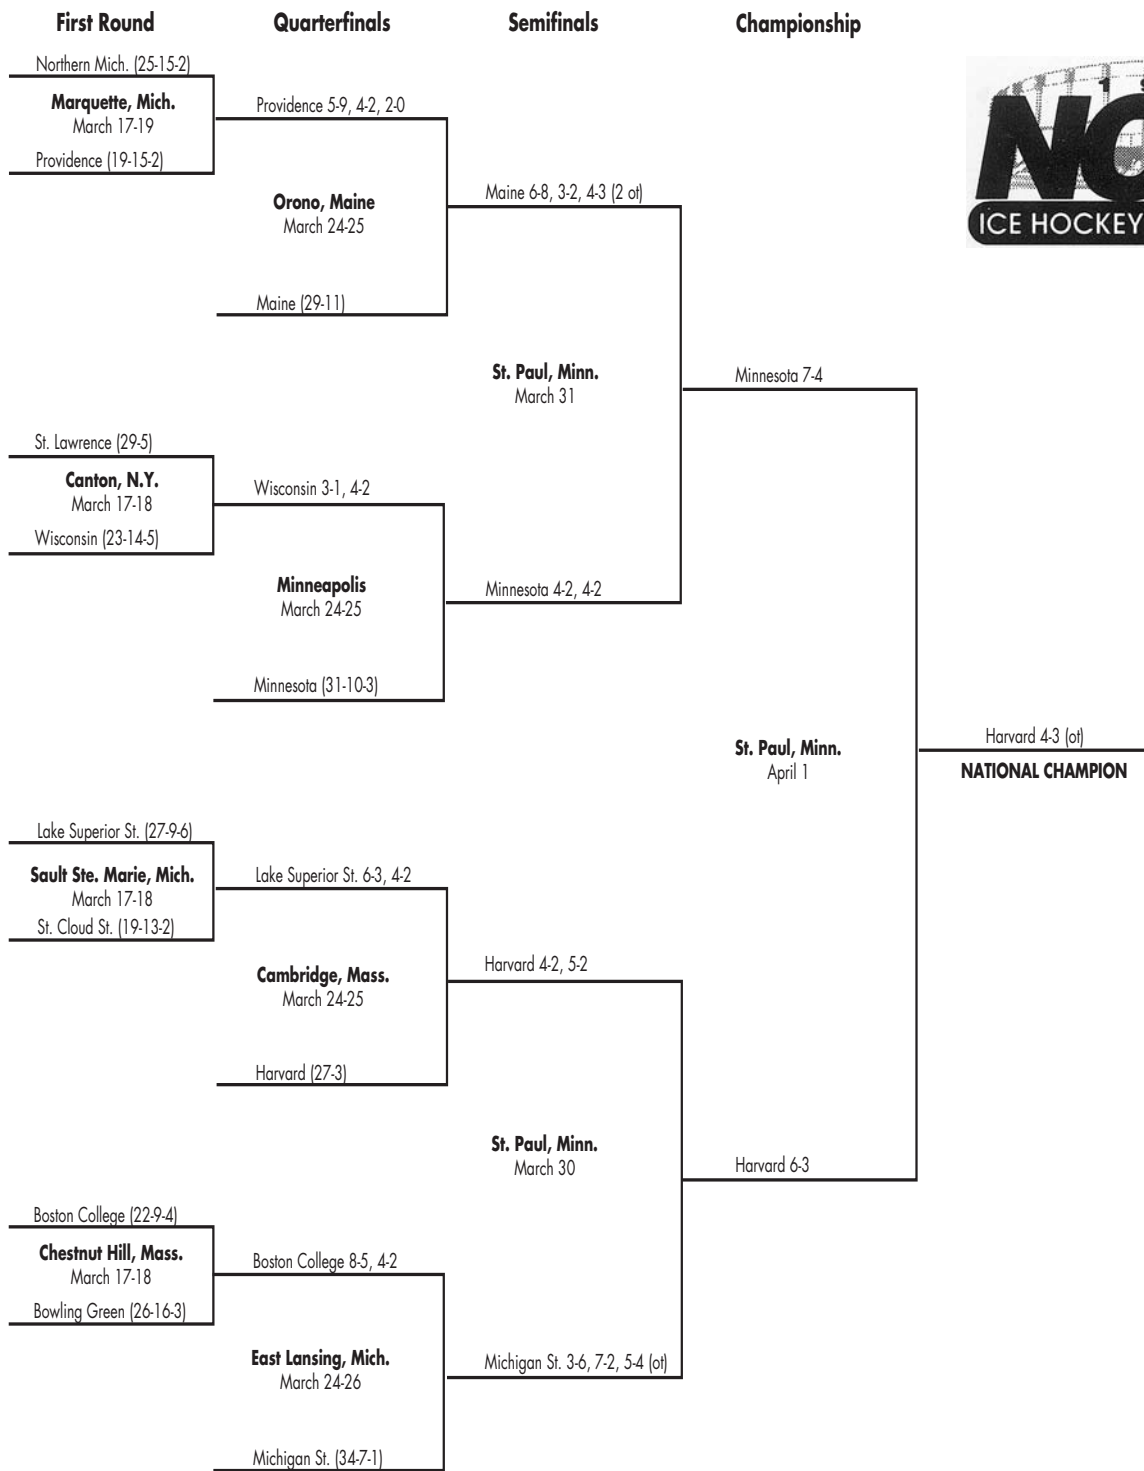 First Round
Quarterfinals
Semifinals
Championship
Northern Mich. (25-15-2)
Marquette, Mich.
March 17-19
Providence (19-15-2)
Providence 5-9, 4-2, 2-0
Orono, Maine
March 24-25
Maine (29-11)
Maine 6-8, 3-2, 4-3 (2 ot)
St. Paul, Minn.
March 31
Minnesota 7-4
St. Lawrence (29-5)
Canton, N.Y.
March 17-18
Wisconsin (23-14-5)
Wisconsin 3-1, 4-2
Minneapolis
March 24-25
Minnesota (31-10-3)
Minnesota 4-2, 4-2
St. Paul, Minn.
April 1
Harvard 4-3 (ot)
NATIONAL CHAMPION
Lake Superior St. (27-9-6)
Sault Ste. Marie, Mich.
March 17-18
St. Cloud St. (19-13-2)
Lake Superior St. 6-3, 4-2
Cambridge, Mass.
March 24-25
Harvard (27-3)
Harvard 4-2, 5-2
St. Paul, Minn.
March 30
Harvard 6-3
Boston College (22-9-4)
Chestnut Hill, Mass.
March 17-18
Bowling Green (26-16-3)
Boston College 8-5, 4-2
East Lansing, Mich.
March 24-26
Michigan St. (34-7-1)
Michigan St. 3-6, 7-2, 5-4 (ot)
1
NC
ICE HOCKEY